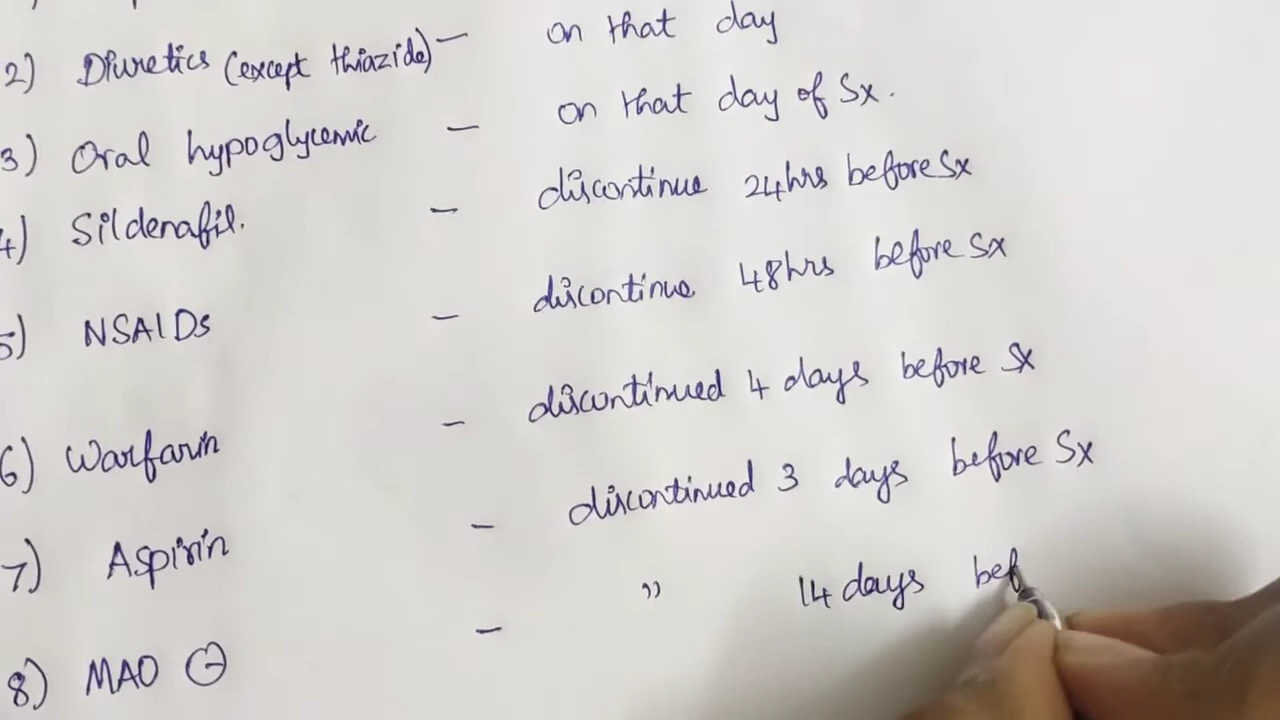 2) Diuretics (except thiazide) – on that day
3) Oral hypoglycemic – on that day of Sx.
4) Sildenafil. – discontinue 24hrs before Sx
5) NSAIDs – discontinue 48hrs before Sx
6) Warfarin – discontinued 4 days before Sx
7) Aspirin – discontinued 3 days before Sx
8) MAO ⊖ – " 14 days bef